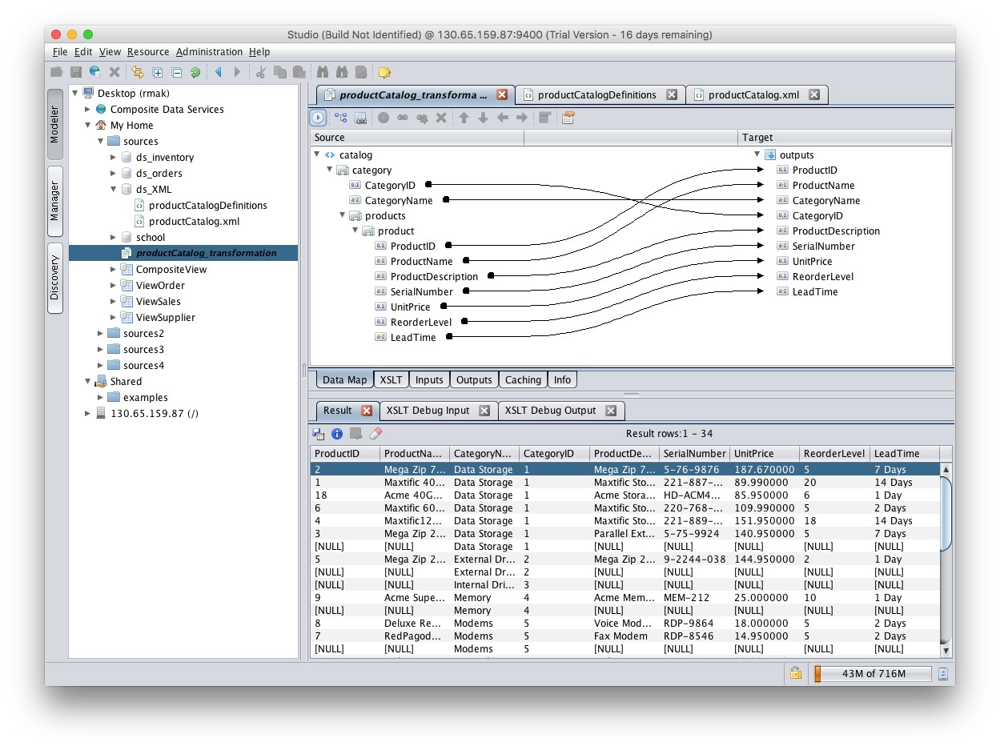 Studio (Build Not Identified) @ 130.65.159.87:9400 (Trial Version - 16 days remaining)
File Edit View Resource Administration Help
Modeler
Manager
Discovery
Desktop (rmak)
Composite Data Services
My Home
sources
ds_inventory
ds_orders
ds_XML
productCatalogDefinitions
productCatalog.xml
school
productCatalog_transformation
CompositeView
ViewOrder
ViewSales
ViewSupplier
sources2
sources3
sources4
Shared
examples
130.65.159.87 (/)
productCatalog_transforma ... productCatalogDefinitions productCatalog.xml
Source Target
catalog
category
CategoryID
CategoryName
products
product
ProductID
ProductName
ProductDescription
SerialNumber
UnitPrice
ReorderLevel
LeadTime
outputs
ProductID
ProductName
CategoryName
CategoryID
ProductDescription
SerialNumber
UnitPrice
ReorderLevel
LeadTime
Data Map XSLT Inputs Outputs Caching Info
Result XSLT Debug Input XSLT Debug Output
Result rows:1 - 34
ProductID ProductNa... CategoryN... CategoryID ProductDe... SerialNumber UnitPrice ReorderLevel LeadTime
2 Mega Zip 7... Data Storage 1 Mega Zip 7... 5-76-9876 187.670000 5 7 Days
1 Maxtific 40... Data Storage 1 Maxtific Sto... 221-887-... 89.990000 20 14 Days
18 Acme 40G... Data Storage 1 Acme Stora... HD-ACM4... 85.950000 6 1 Day
6 Maxtific 60... Data Storage 1 Maxtific Sto... 220-768-... 109.990000 5 2 Days
4 Maxtific12... Data Storage 1 Maxtific Sto... 221-889-... 151.950000 18 14 Days
3 Mega Zip 2... Data Storage 1 Parallel Ext... 5-75-9924 140.950000 5 7 Days
[NULL] [NULL] Data Storage 1 [NULL] [NULL] [NULL] [NULL] [NULL]
5 Mega Zip 2... External Dr... 2 Mega Zip 2... 9-2244-038 144.950000 2 1 Day
[NULL] [NULL] External Dr... 2 [NULL] [NULL] [NULL] [NULL] [NULL]
[NULL] [NULL] Internal Dri... 3 [NULL] [NULL] [NULL] [NULL] [NULL]
9 Acme Supe... Memory 4 Acme Mem... MEM-212 25.000000 10 1 Day
[NULL] [NULL] Memory 4 [NULL] [NULL] [NULL] [NULL] [NULL]
8 Deluxe Re... Modems 5 Voice Mod... RDP-9864 18.000000 5 2 Days
7 RedPagod... Modems 5 Fax Modem RDP-8546 14.950000 5 2 Days
[NULL] [NULL] Modems 5 [NULL] [NULL] [NULL] [NULL] [NULL]
43M of 716M